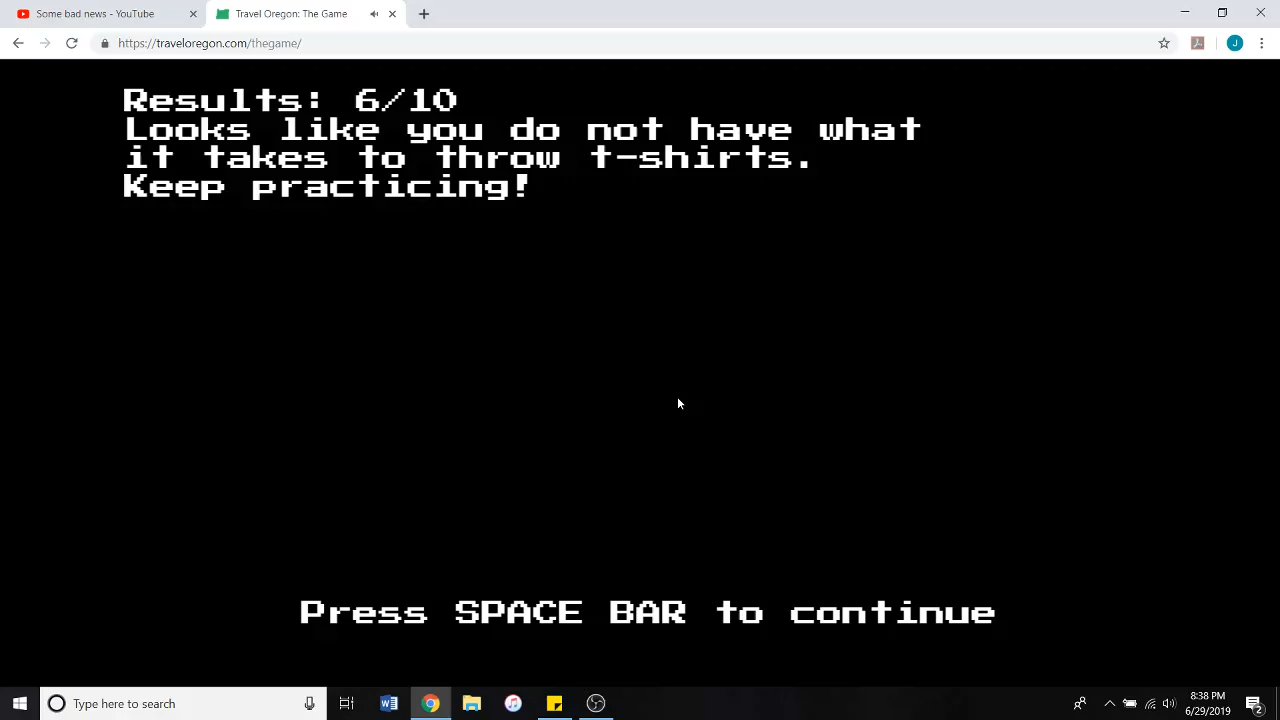 Some bad news - YouTube
Travel Oregon: The Game
https://traveloregon.com/thegame/
J
Results: 6/10
Looks like you do not have what
it takes to throw t-shirts.
Keep practicing!
Press SPACE BAR to continue
Type here to search
8:38 PM
6/29/2019
2